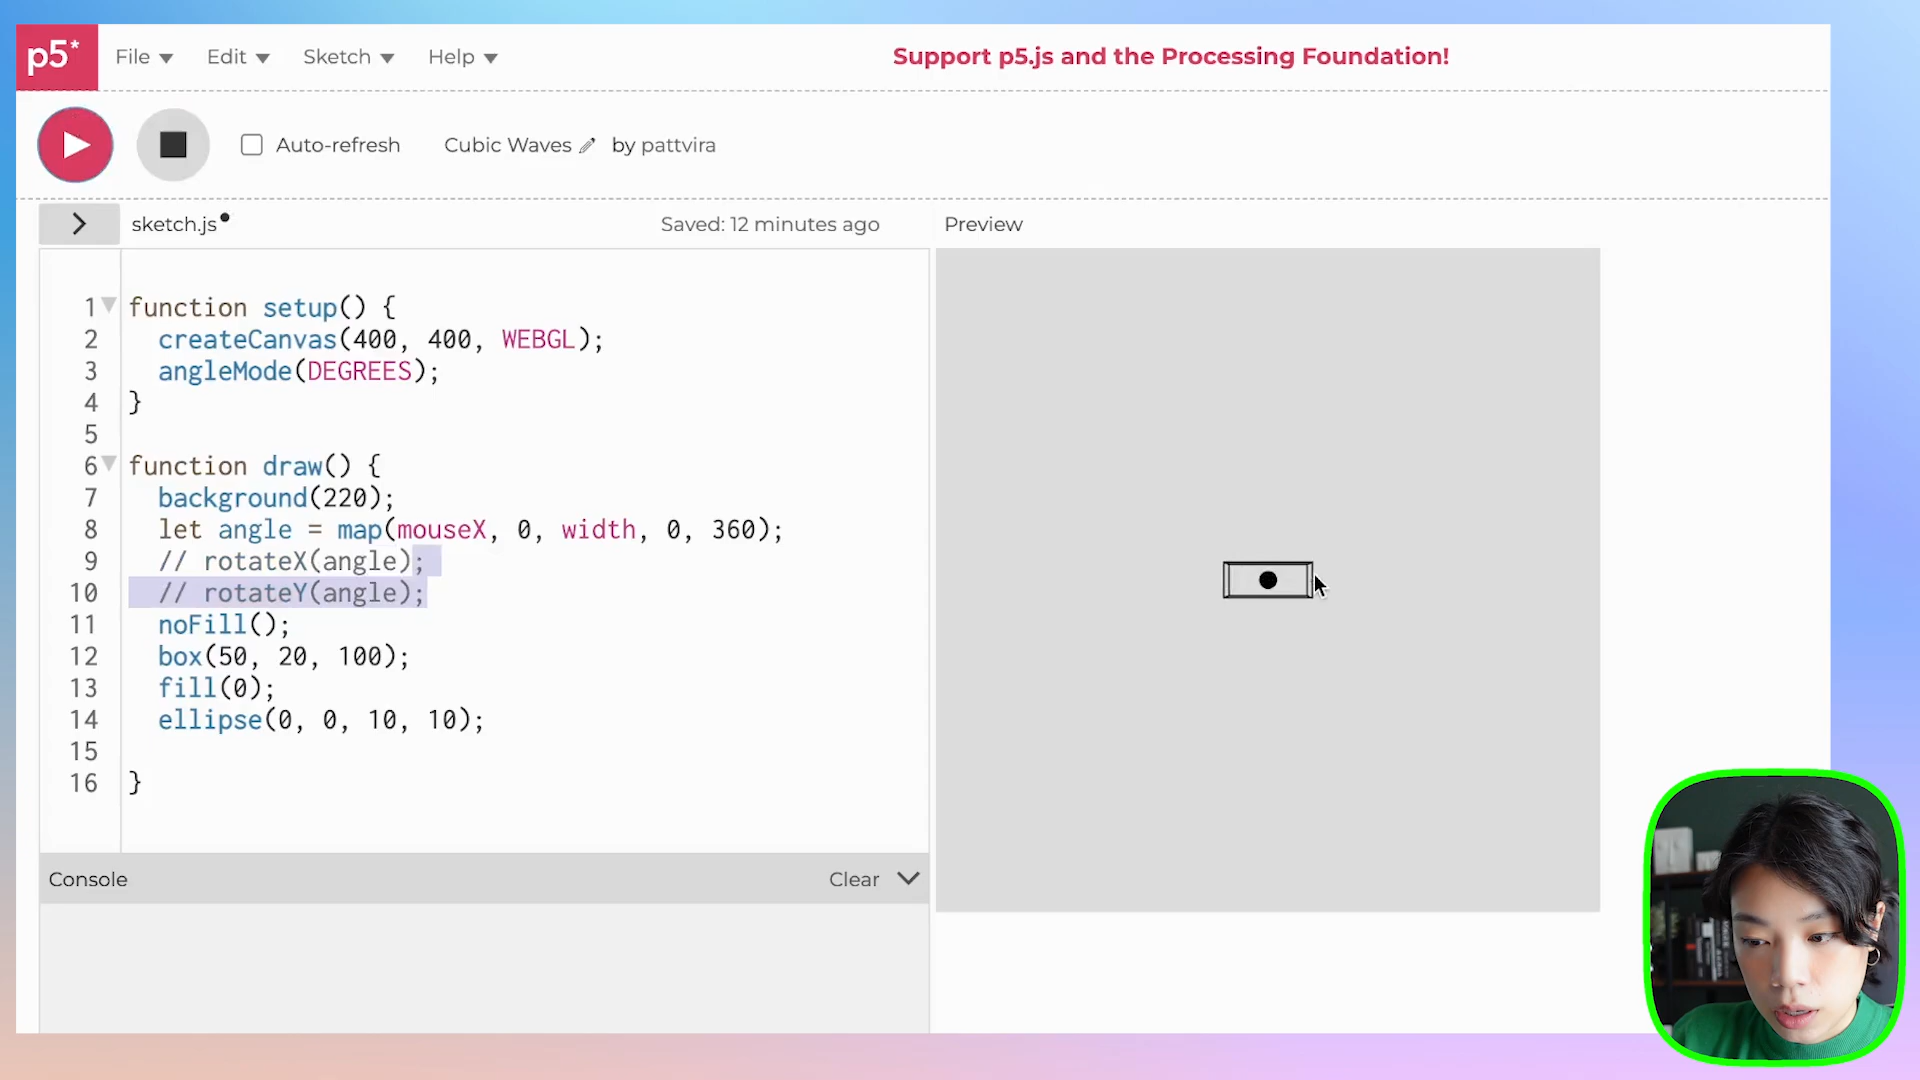 p5*
File Edit Sketch Help
Support p5.js and the Processing Foundation!
Auto-refresh
Cubic Waves by pattvira
sketch.js
Saved: 12 minutes ago
Preview
1 function setup() {
2 createCanvas(400, 400, WEBGL);
3 angleMode(DEGREES);
4 }
5
6 function draw() {
7 background(220);
8 let angle = map(mouseX, 0, width, 0, 360);
9 // rotateX(angle);
10 // rotateY(angle);
11 noFill();
12 box(50, 20, 100);
13 fill(0);
14 ellipse(0, 0, 10, 10);
15
16 }
Console
Clear